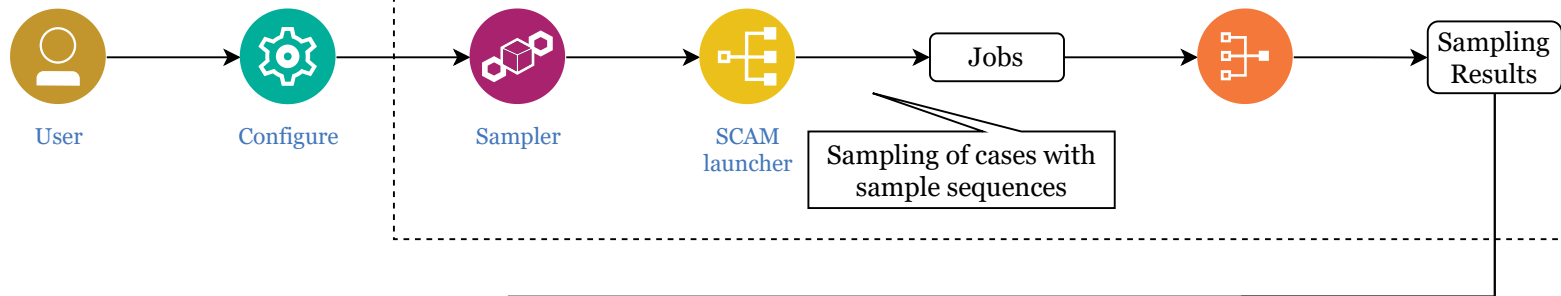 User
Configure
Sampler
SCAM
launcher
Jobs
Sampling of cases with
sample sequences
Sampling
Results